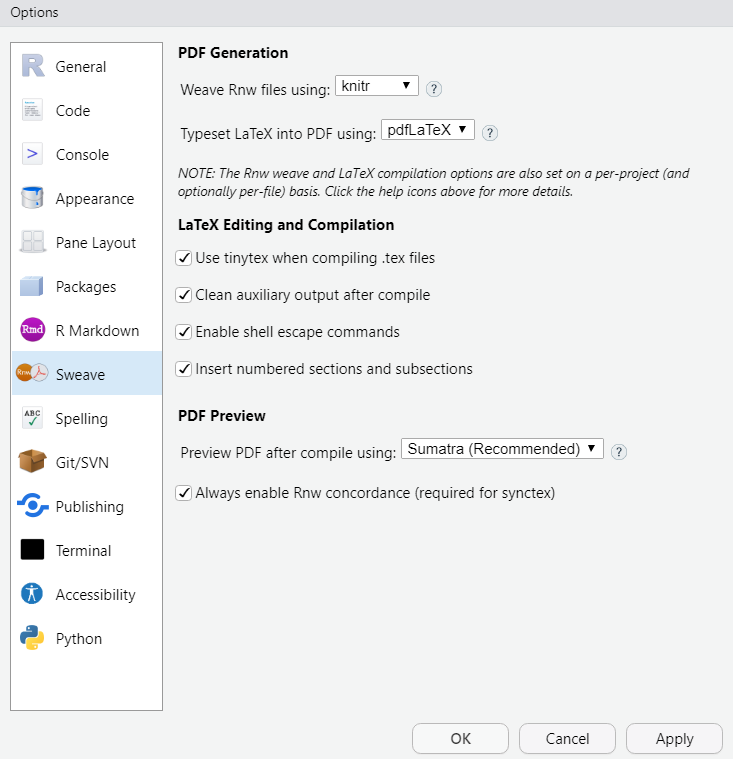 Options
R
General
Code
>
Console
Appearance
Pane Layout
Packages
Rmd
R Markdown
Rnw
Sweave
ABC
Spelling
Git/SVN
Publishing
Terminal
Accessibility
Python
PDF Generation
Weave Rnw files using: knitr ?
Typeset LaTeX into PDF using: pdfLaTeX ?
NOTE: The Rnw weave and LaTeX compilation options are also set on a per-project (and
optionally per-file) basis. Click the help icons above for more details.
LaTeX Editing and Compilation
Use tinytex when compiling .tex files
Clean auxiliary output after compile
Enable shell escape commands
Insert numbered sections and subsections
PDF Preview
Preview PDF after compile using: Sumatra (Recommended) ?
Always enable Rnw concordance (required for synctex)
OK Cancel Apply